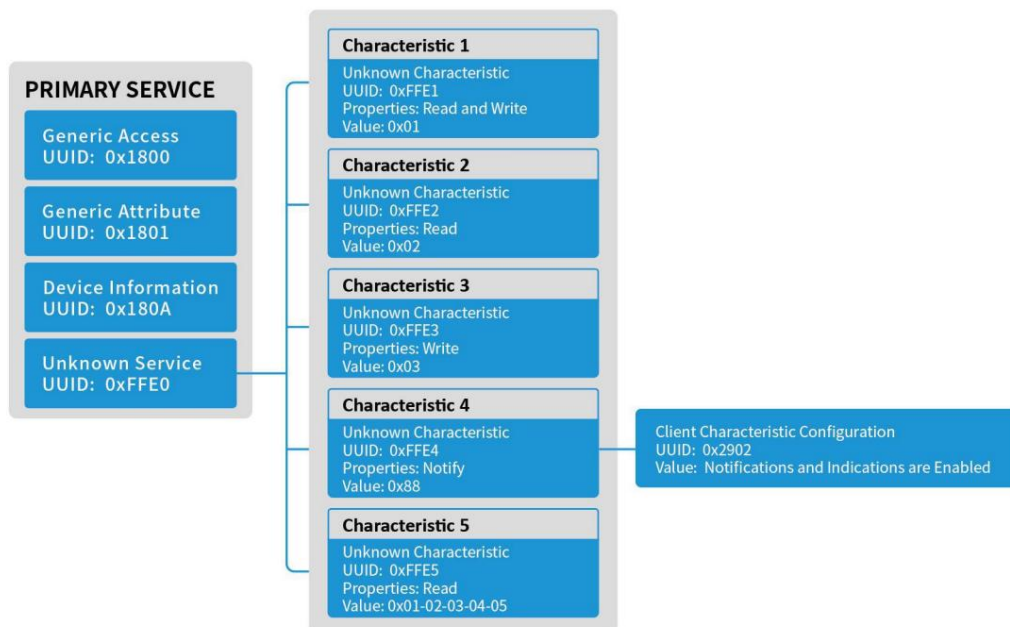 PRIMARY SERVICE
Generic Access
UUID: 0x1800
Generic Attribute
UUID: 0x1801
Device Information
UUID: 0x180A
Unknown Service
UUID: 0xFFE0
Characteristic 1
Unknown Characteristic
UUID: 0xFFE1
Properties: Read and Write
Value: 0x01
Characteristic 2
Unknown Characteristic
UUID: 0xFFE2
Properties: Read
Value: 0x02
Characteristic 3
Unknown Characteristic
UUID: 0xFFE3
Properties: Write
Value: 0x03
Characteristic 4
Unknown Characteristic
UUID: 0xFFE4
Properties: Notify
Value: 0x88
Characteristic 5
Unknown Characteristic
UUID: 0xFFE5
Properties: Read
Value: 0x01-02-03-04-05
Client Characteristic Configuration
UUID: 0x2902
Value: Notifications and Indications are Enabled